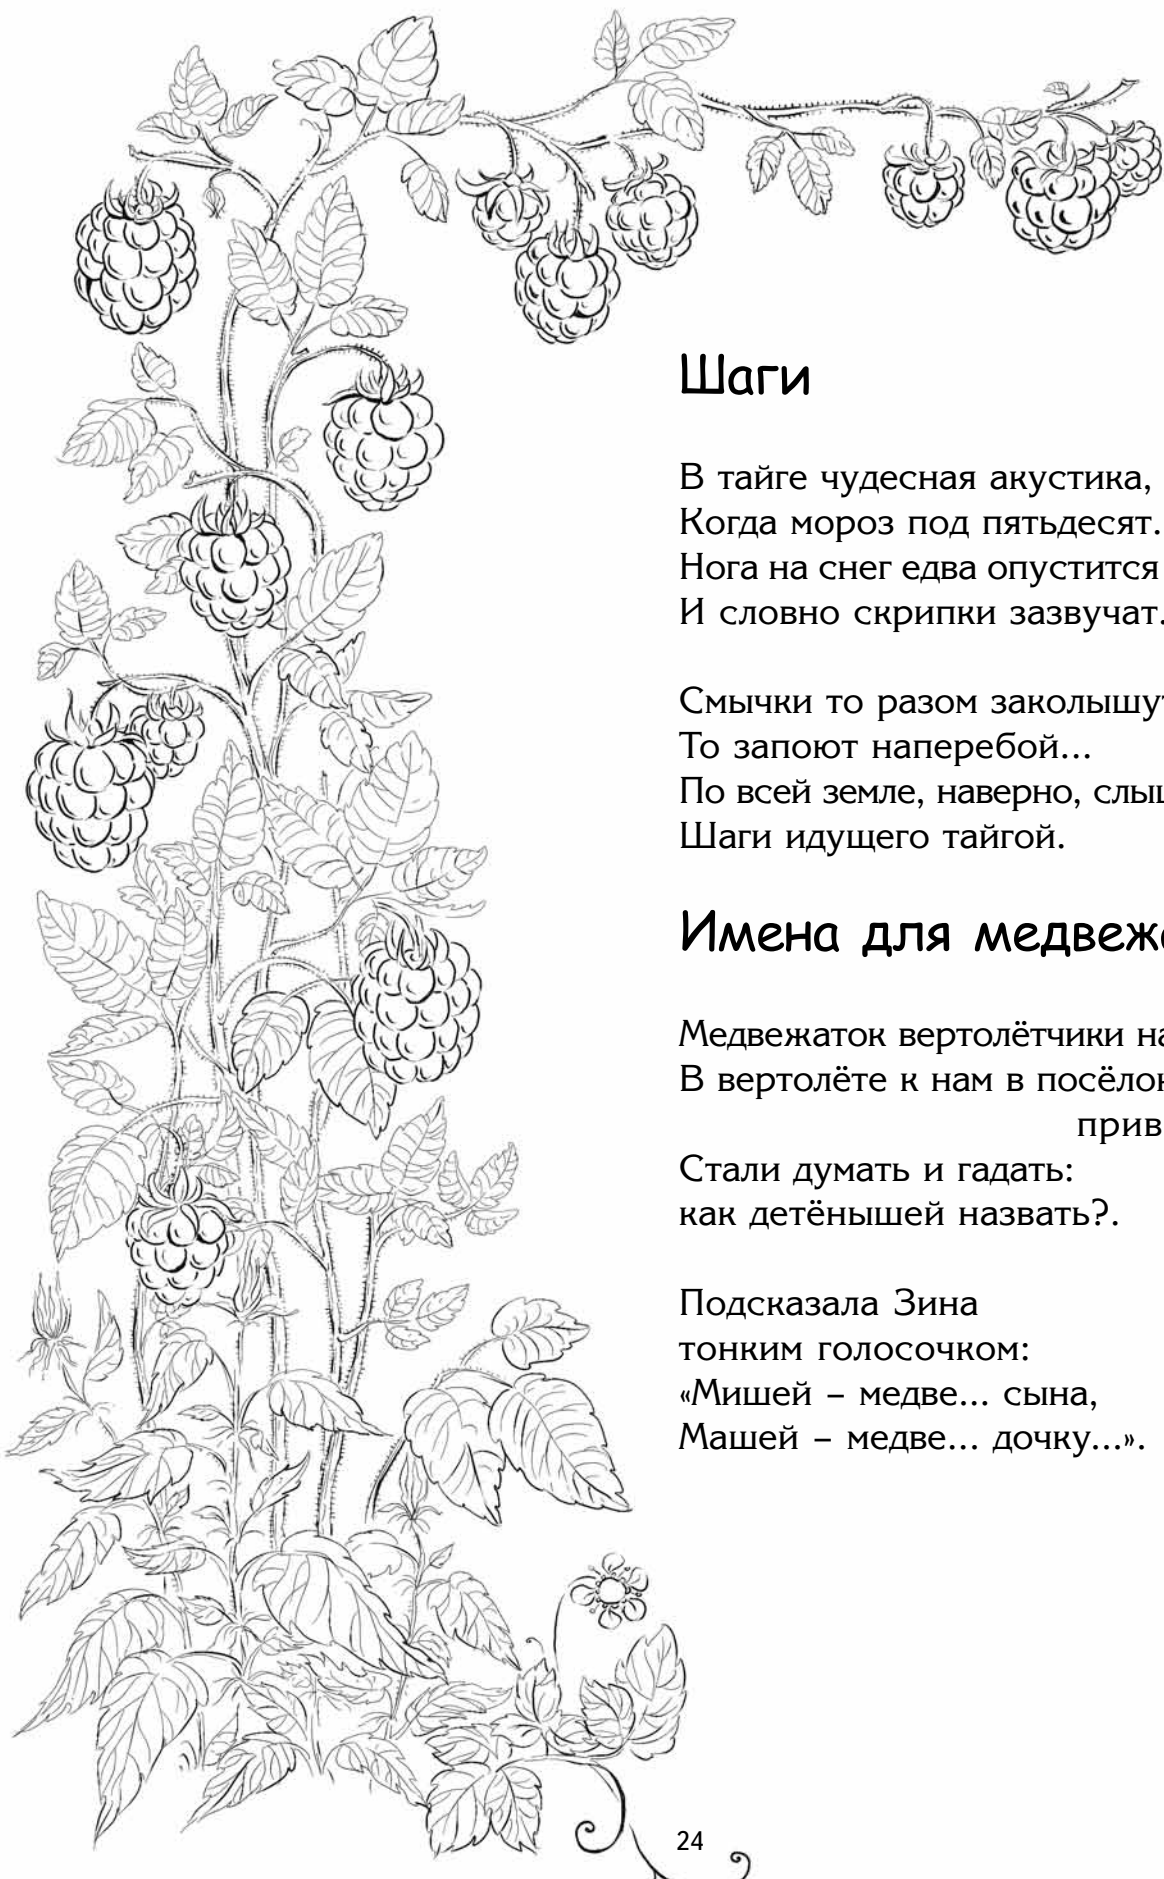 Шаги
В тайге чудесная акустика,
Когда мороз под пятьдесят.
Нога на снег едва опустится
И словно скрипки зазвучат.
Смычки то разом
То запоют наперебой...
По всей земле, наверно,
Шаги идущего тайгой.
Имена для
Медвежаток вертолётчики
В вертолёте к нам в
Стали думать и гадать:
как детёнышей назвать?.
Подсказала Зина
тонким голосочком:
«Мишей – медве... сына,
Машей – медве... дочку...».
24